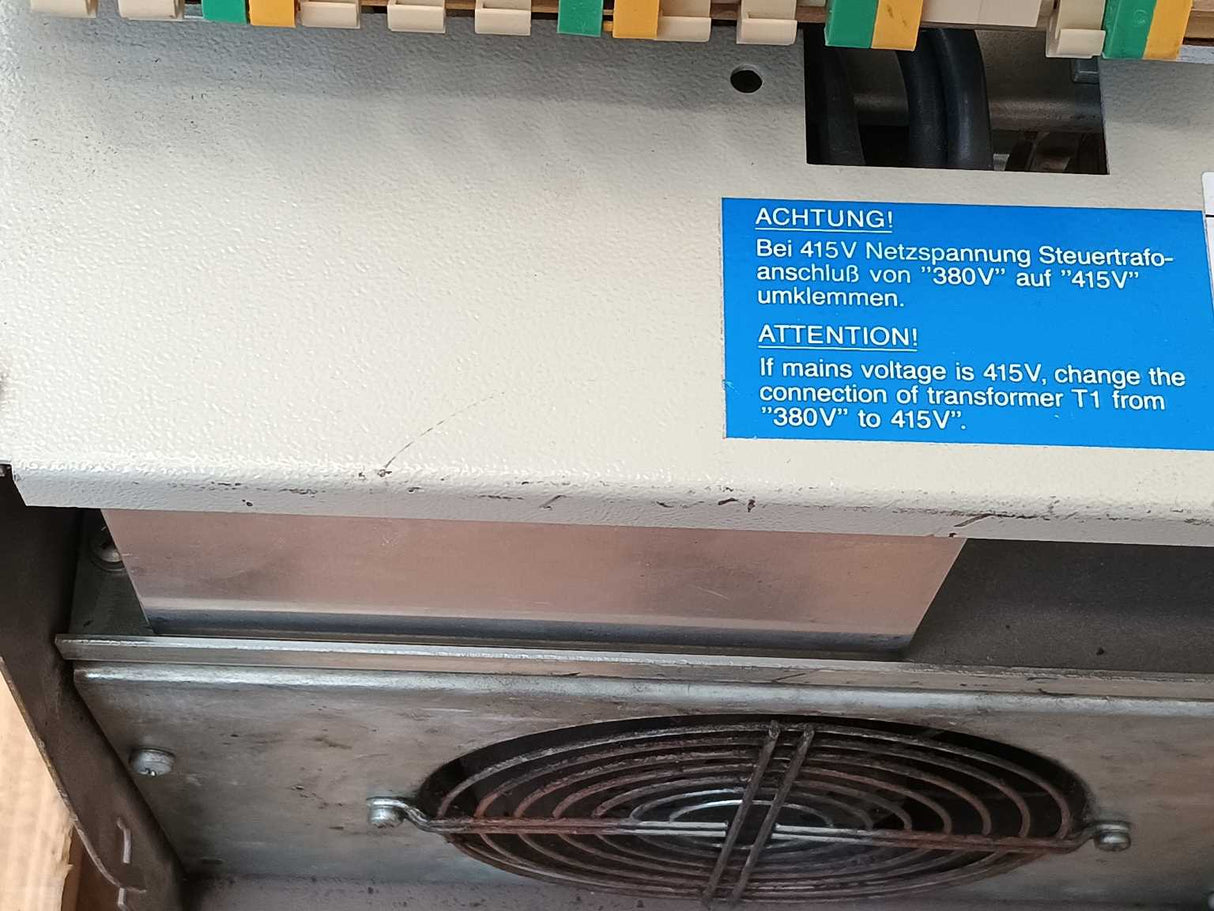 ACHTUNG!
Bei 415V Netzspannung Steuertrafo-
anschluß von "380V" auf "415V"
umklemmen.
ATTENTION!
If mains voltage is 415V, change the
connection of transformer T1 from
"380V" to 415V".